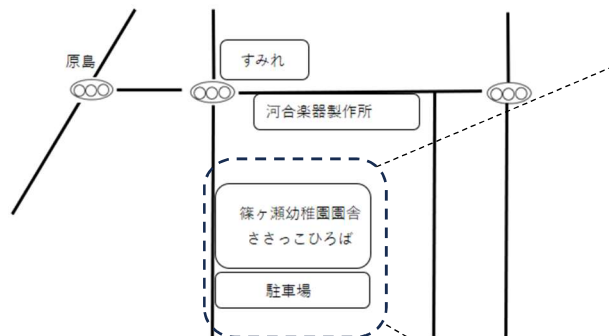 すみれ
原島
河合楽器製作所
篠ヶ瀬幼稚園園舎
ささっこひろば
駐車場